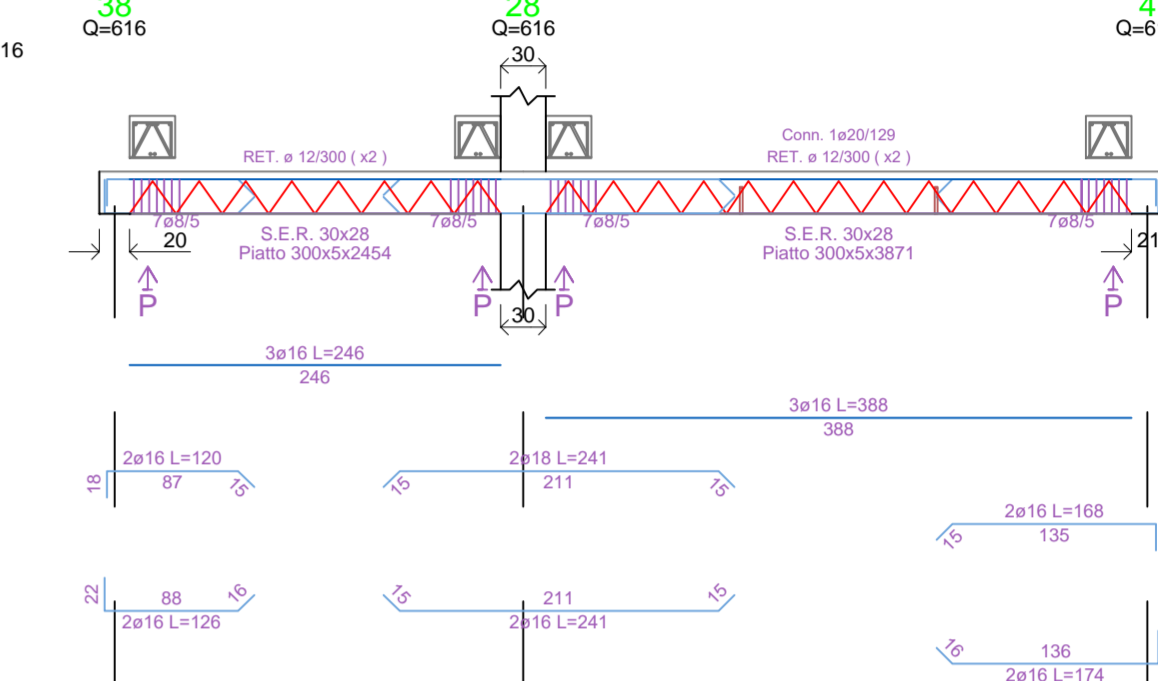 38
28
4
Q=616
Q=616
Q=6
16
30
Conn. 1ø20/129
RET. ø 12/300 ( x2 )
RET. ø 12/300 ( x2 )
7ø8/5
7ø8/5
7ø8/5
7ø8/5
20
S.E.R. 30x28
Piatto 300x5x2454
S.E.R. 30x28
Piatto 300x5x3871
21
P
P
P
P
30
3ø16 L=246
246
3ø16 L=388
388
2ø16 L=120
18
87
15
2ø18 L=241
15
211
15
2ø16 L=168
15
135
22
88
16
2ø16 L=126
15
211
15
2ø16 L=241
16
136
2ø16 L=174